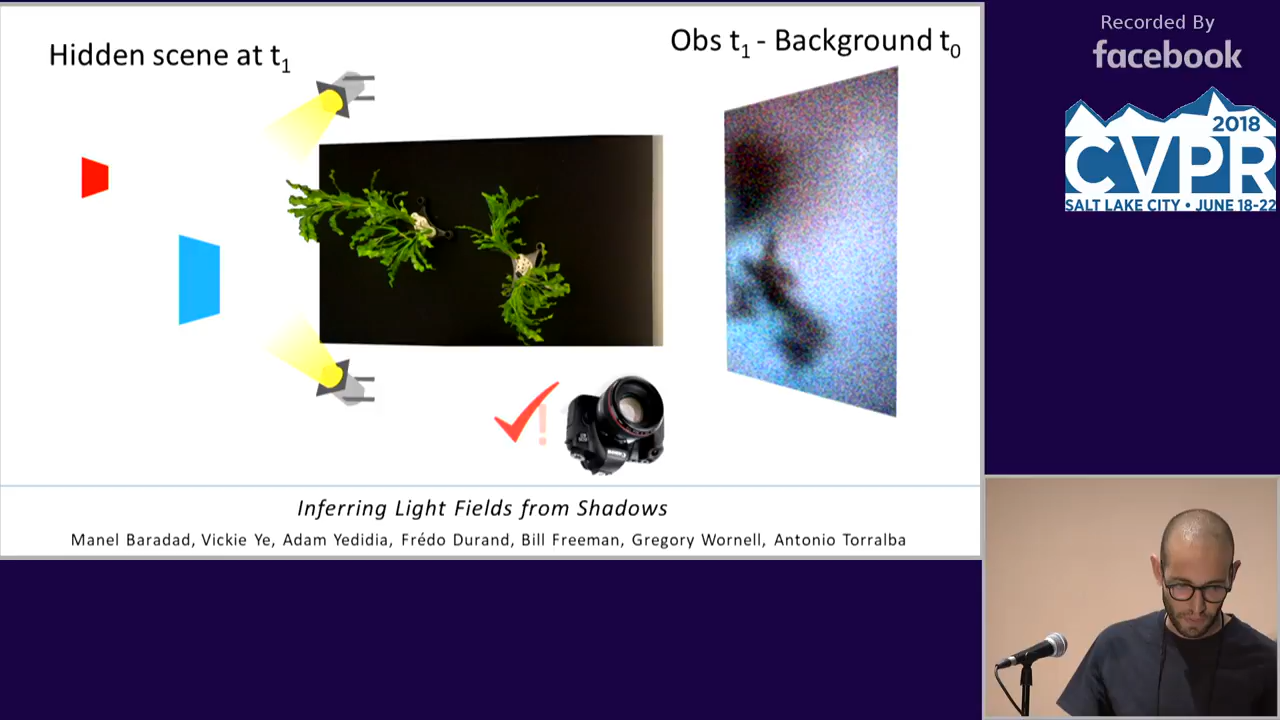 Hidden scene at t1
Obs t1 - Background t0
Inferring Light Fields from Shadows
Manel Baradad, Vickie Ye, Adam Yedidia, Frédo Durand, Bill Freeman, Gregory Wornell, Antonio Torralba
Recorded By
facebook
2018
CVPR
SALT LAKE CITY • JUNE 18-22